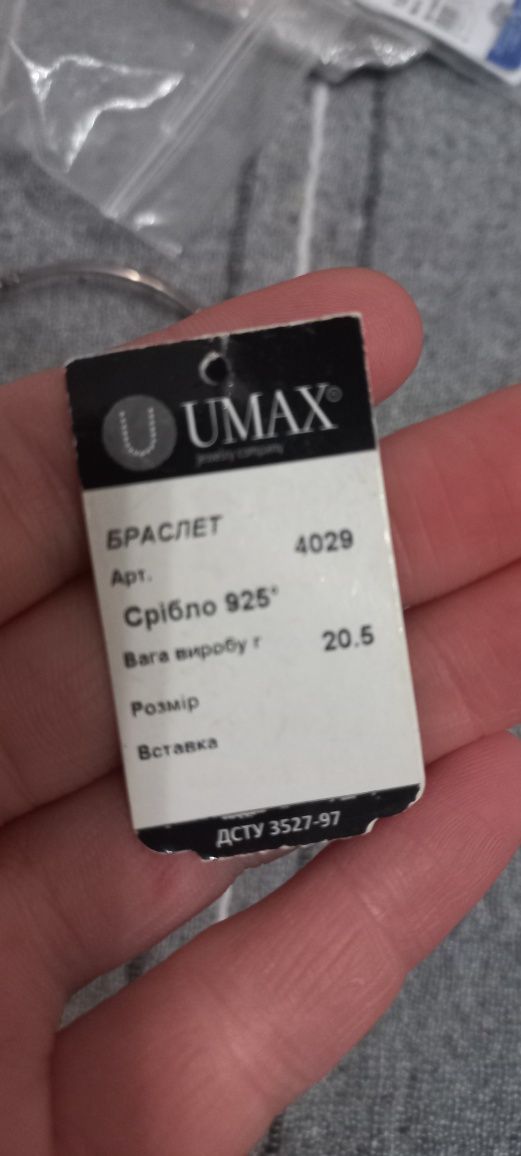 U UMAX®
jewelry company
БРАСЛЕТ
Арт. 4029
Срібло 925°
Вага виробу г 20.5
Розмір
Вставка
ДСТУ 3527-97